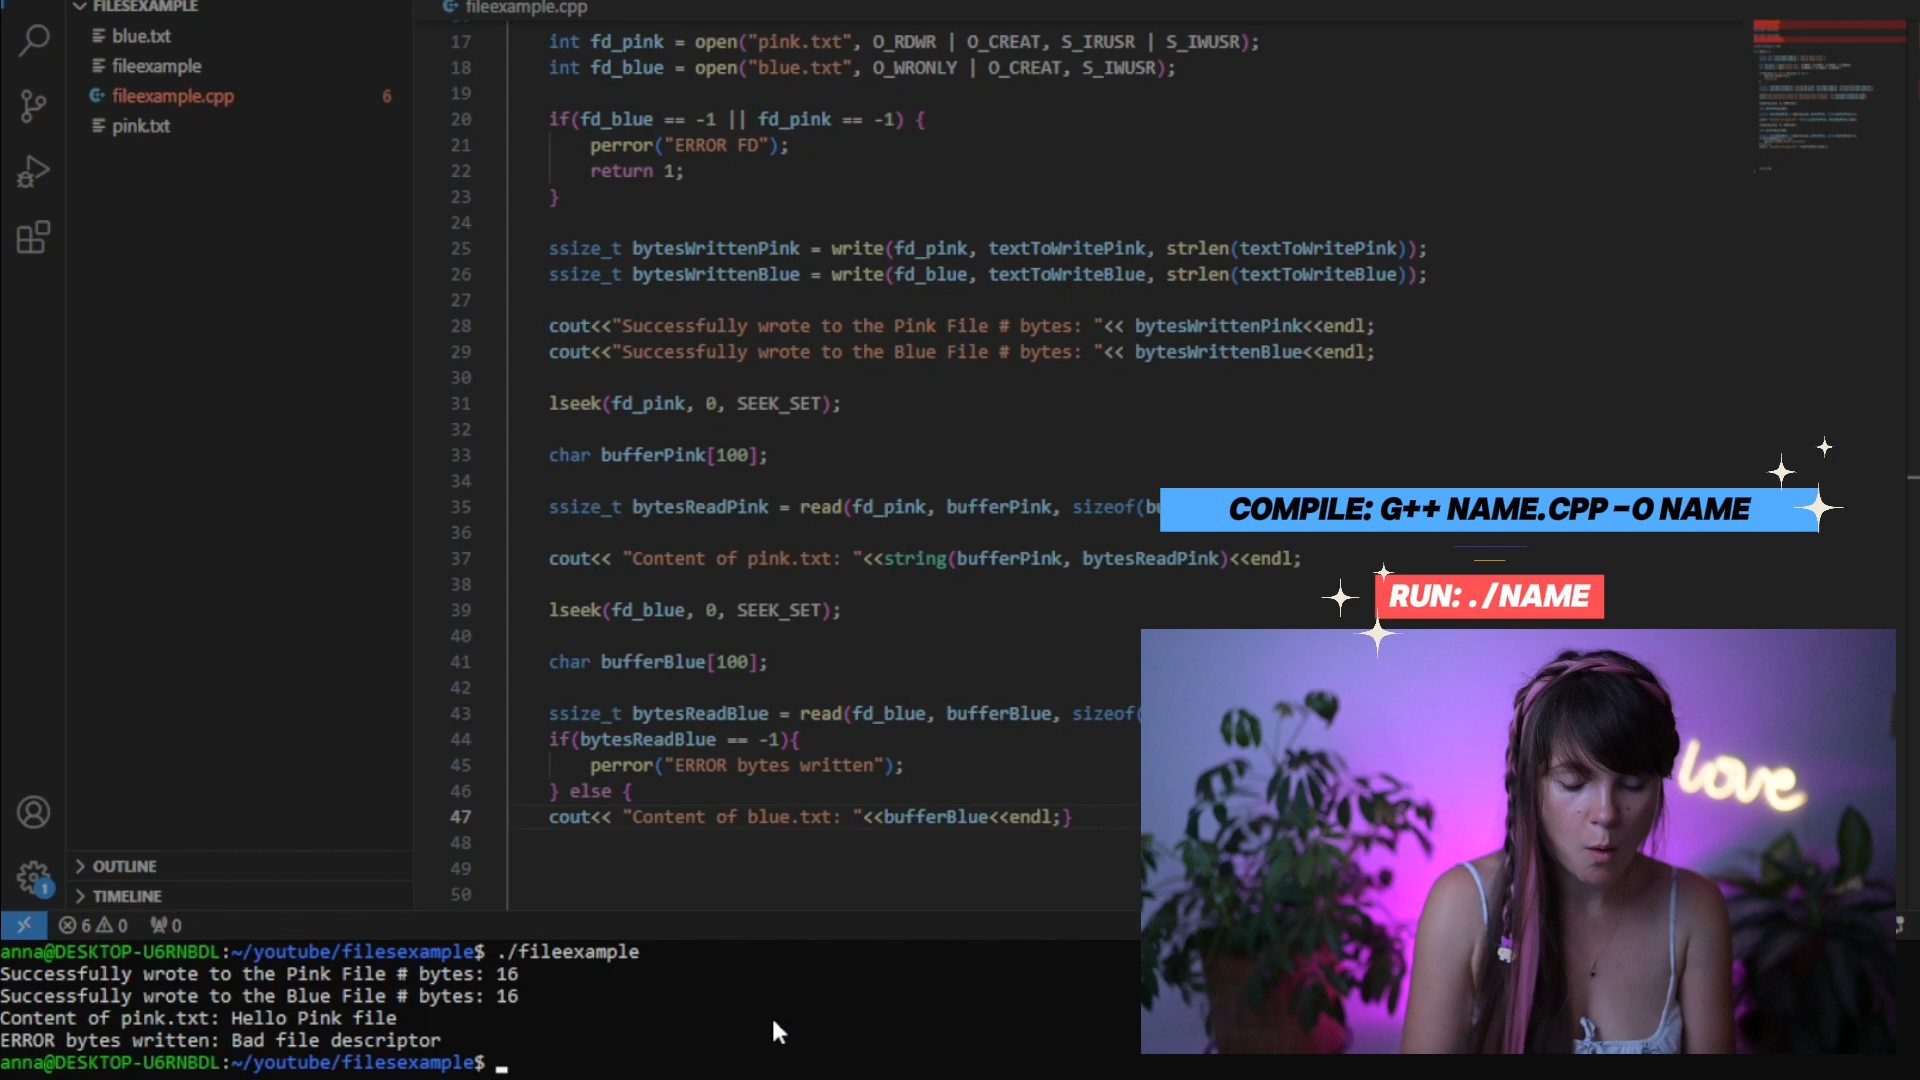 FILESEXAMPLE
blue.txt
fileexample
fileexample.cpp 6
pink.txt
OUTLINE
TIMELINE
1
6 0 0
fileexample.cpp
17 int fd_pink = open("pink.txt", O_RDWR | O_CREAT, S_IRUSR | S_IWUSR);
18 int fd_blue = open("blue.txt", O_WRONLY | O_CREAT, S_IWUSR);
19
20 if(fd_blue == -1 || fd_pink == -1) {
21 perror("ERROR FD");
22 return 1;
23 }
24
25 ssize_t bytesWrittenPink = write(fd_pink, textToWritePink, strlen(textToWritePink));
26 ssize_t bytesWrittenBlue = write(fd_blue, textToWriteBlue, strlen(textToWriteBlue));
27
28 cout<<"Successfully wrote to the Pink File # bytes: "<< bytesWrittenPink<<endl;
29 cout<<"Successfully wrote to the Blue File # bytes: "<< bytesWrittenBlue<<endl;
30
31 lseek(fd_pink, 0, SEEK_SET);
32
33 char bufferPink[100];
34
35 ssize_t bytesReadPink = read(fd_pink, bufferPink, sizeof(bu
36
37 cout<< "Content of pink.txt: "<<string(bufferPink, bytesReadPink)<<endl;
38
39 lseek(fd_blue, 0, SEEK_SET);
40
41 char bufferBlue[100];
42
43 ssize_t bytesReadBlue = read(fd_blue, bufferBlue, sizeof(
44 if(bytesReadBlue == -1){
45 perror("ERROR bytes written");
46 } else {
47 cout<< "Content of blue.txt: "<<bufferBlue<<endl;}
48
49
50
COMPILE: G++ NAME.CPP -O NAME
RUN: ./NAME
love
anna@DESKTOP-U6RNBDL:~/youtube/filesexample$ ./fileexample
Successfully wrote to the Pink File # bytes: 16
Successfully wrote to the Blue File # bytes: 16
Content of pink.txt: Hello Pink file
ERROR bytes written: Bad file descriptor
anna@DESKTOP-U6RNBDL:~/youtube/filesexample$